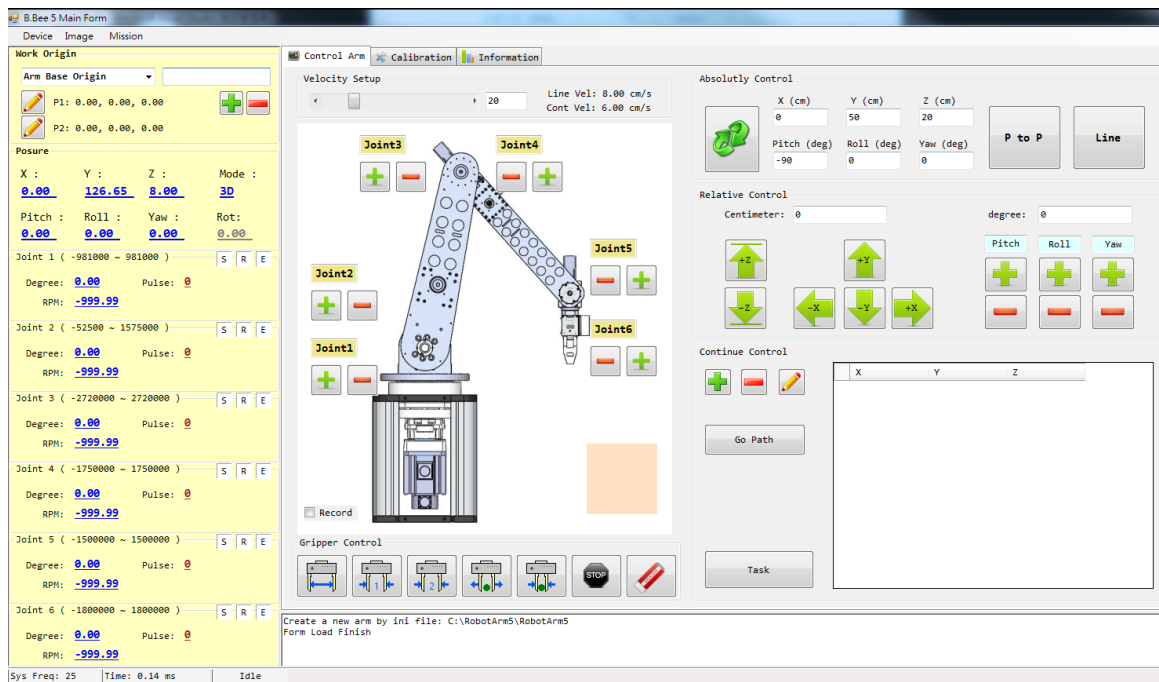 B.Bee 5 Main Form
Device Image Mission
Work Origin
Arm Base Origin
P1: 0.00, 0.00, 0.00
P2: 0.00, 0.00, 0.00
Posure
X : Y : Z : Mode :
0.00 126.65 8.00 3D
Pitch : Roll : Yaw : Rot:
0.00 0.00 0.00 0.00
Joint 1 ( -981000 ~ 981000 ) S R E
Degree: 0.00 Pulse: 0
RPM: -999.99
Joint 2 ( -52500 ~ 1575000 ) S R E
Degree: 0.00 Pulse: 0
RPM: -999.99
Joint 3 ( -2720000 ~ 2720000 ) S R E
Degree: 0.00 Pulse: 0
RPM: -999.99
Joint 4 ( -1750000 ~ 1750000 ) S R E
Degree: 0.00 Pulse: 0
RPM: -999.99
Joint 5 ( -1500000 ~ 1500000 ) S R E
Degree: 0.00 Pulse: 0
RPM: -999.99
Joint 6 ( -1800000 ~ 1800000 ) S R E
Degree: 0.00 Pulse: 0
RPM: -999.99
Control Arm Calibration Information
Velocity Setup
20
Line Vel: 8.00 cm/s
Cont Vel: 6.00 cm/s
Joint3 Joint4
Joint5
Joint2
Joint6
Joint1
Record
Gripper Control
1 2 STOP
Absolutly Control
X (cm) Y (cm) Z (cm)
0 50 20
Pitch (deg) Roll (deg) Yaw (deg)
-90 0 0
P to P Line
Relative Control
Centimeter: 0 degree: 0
Pitch Roll Yaw
+Z +Y
-Z -X -Y +X
Continue Control
X Y Z
Go Path
Task
Create a new arm by ini file: C:\RobotArm5\RobotArm5
Form Load Finish
Sys Freq: 25 Time: 0.14 ms Idle